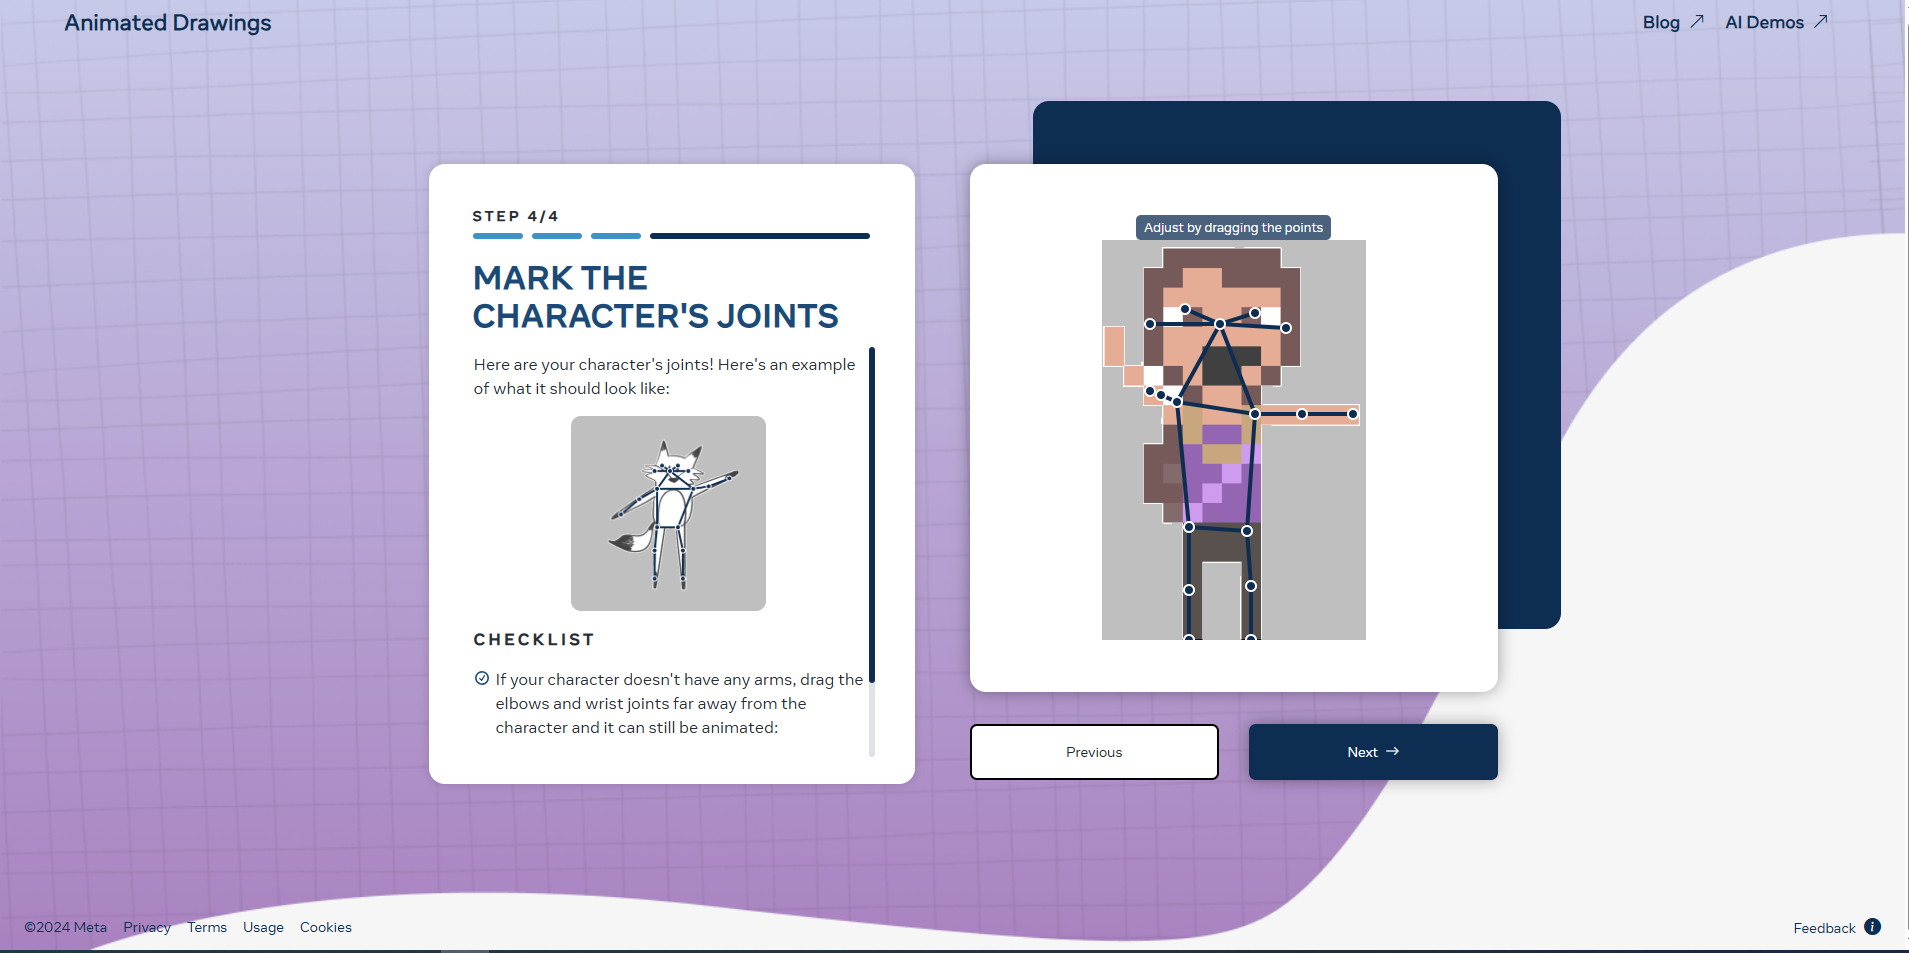 Animated Drawings
Blog
AI Demos
STEP 4/4
MARK THE
CHARACTER'S JOINTS
Here are your character's joints! Here's an example
of what it should look like:
CHECKLIST
If your character doesn't have any arms, drag the
elbows and wrist joints far away from the
character and it can still be animated:
Adjust by dragging the points
Previous
Next
©2024 Meta
Privacy
Terms
Usage
Cookies
Feedback